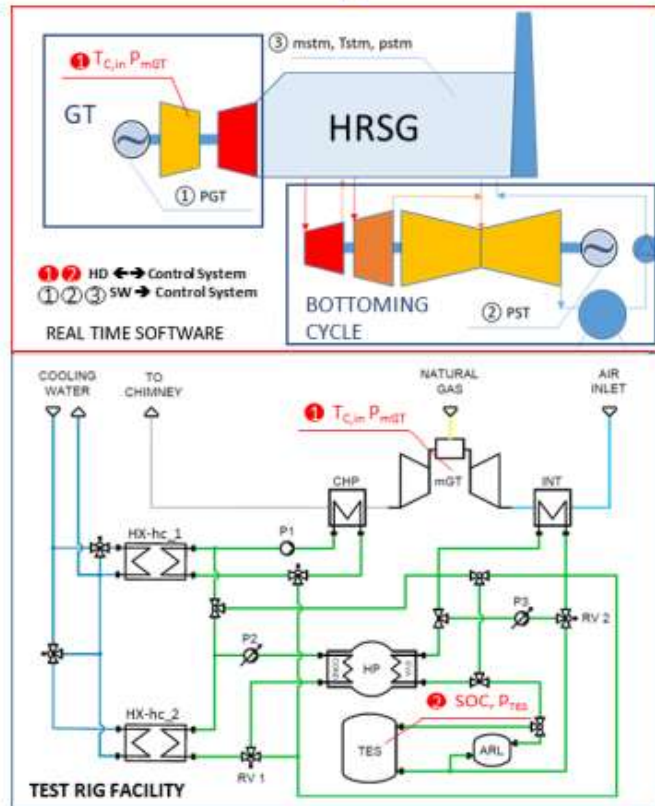 ③ mstm, Tstm, pstm
❶ TC,in PmGT
GT
HRSG
① PGT
❶❷ HD ←→ Control System
①②③ SW → Control System
REAL TIME SOFTWARE
BOTTOMING
CYCLE
② PST
COOLING
WATER
TO
CHIMNEY
NATURAL
GAS
AIR
INLET
❶ TC,in PmGT
mGT
CHP
INT
HX-hc_1
P1
P2
P3
RV 2
COND
HP
EVA
HX-hc_2
RV 1
❷ SOC, PTES
TES
ARL
TEST RIG FACILITY